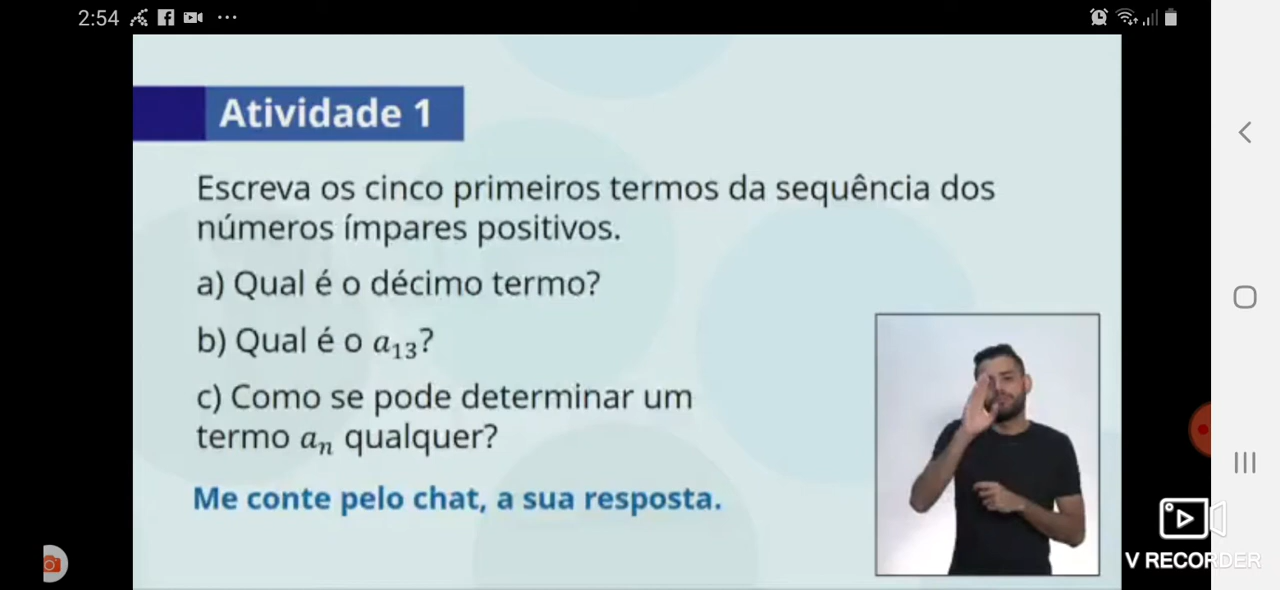 2:54
Atividade 1
Escreva os cinco primeiros termos da sequência dos
números ímpares positivos.
a) Qual é o décimo termo?
b) Qual é o a₁₃?
c) Como se pode determinar um
termo aₙ qualquer?
Me conte pelo chat, a sua resposta.
V RECORDER